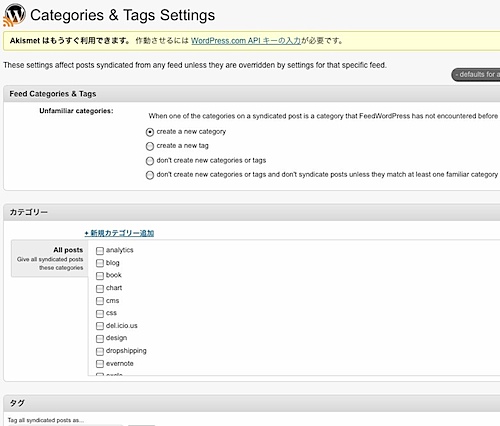 Categories & Tags Settings
Akismet はもうすぐ利用できます。 作動させるには WordPress.com API キーの入力が必要です。
These settings affect posts syndicated from any feed unless they are overridden by settings for that specific feed.
- defaults for a
Feed Categories & Tags
Unfamiliar categories:
When one of the categories on a syndicated post is a category that FeedWordPress has not encountered before
create a new category
create a new tag
don't create new categories or tags
don't create new categories or tags and don't syndicate posts unless they match at least one familiar category
カテゴリー
+ 新規カテゴリー追加
All posts
Give all syndicated posts
these categories
analytics
blog
book
chart
cms
css
del.icio.us
design
dropshipping
evernote
タグ
Tag all syndicated posts as...